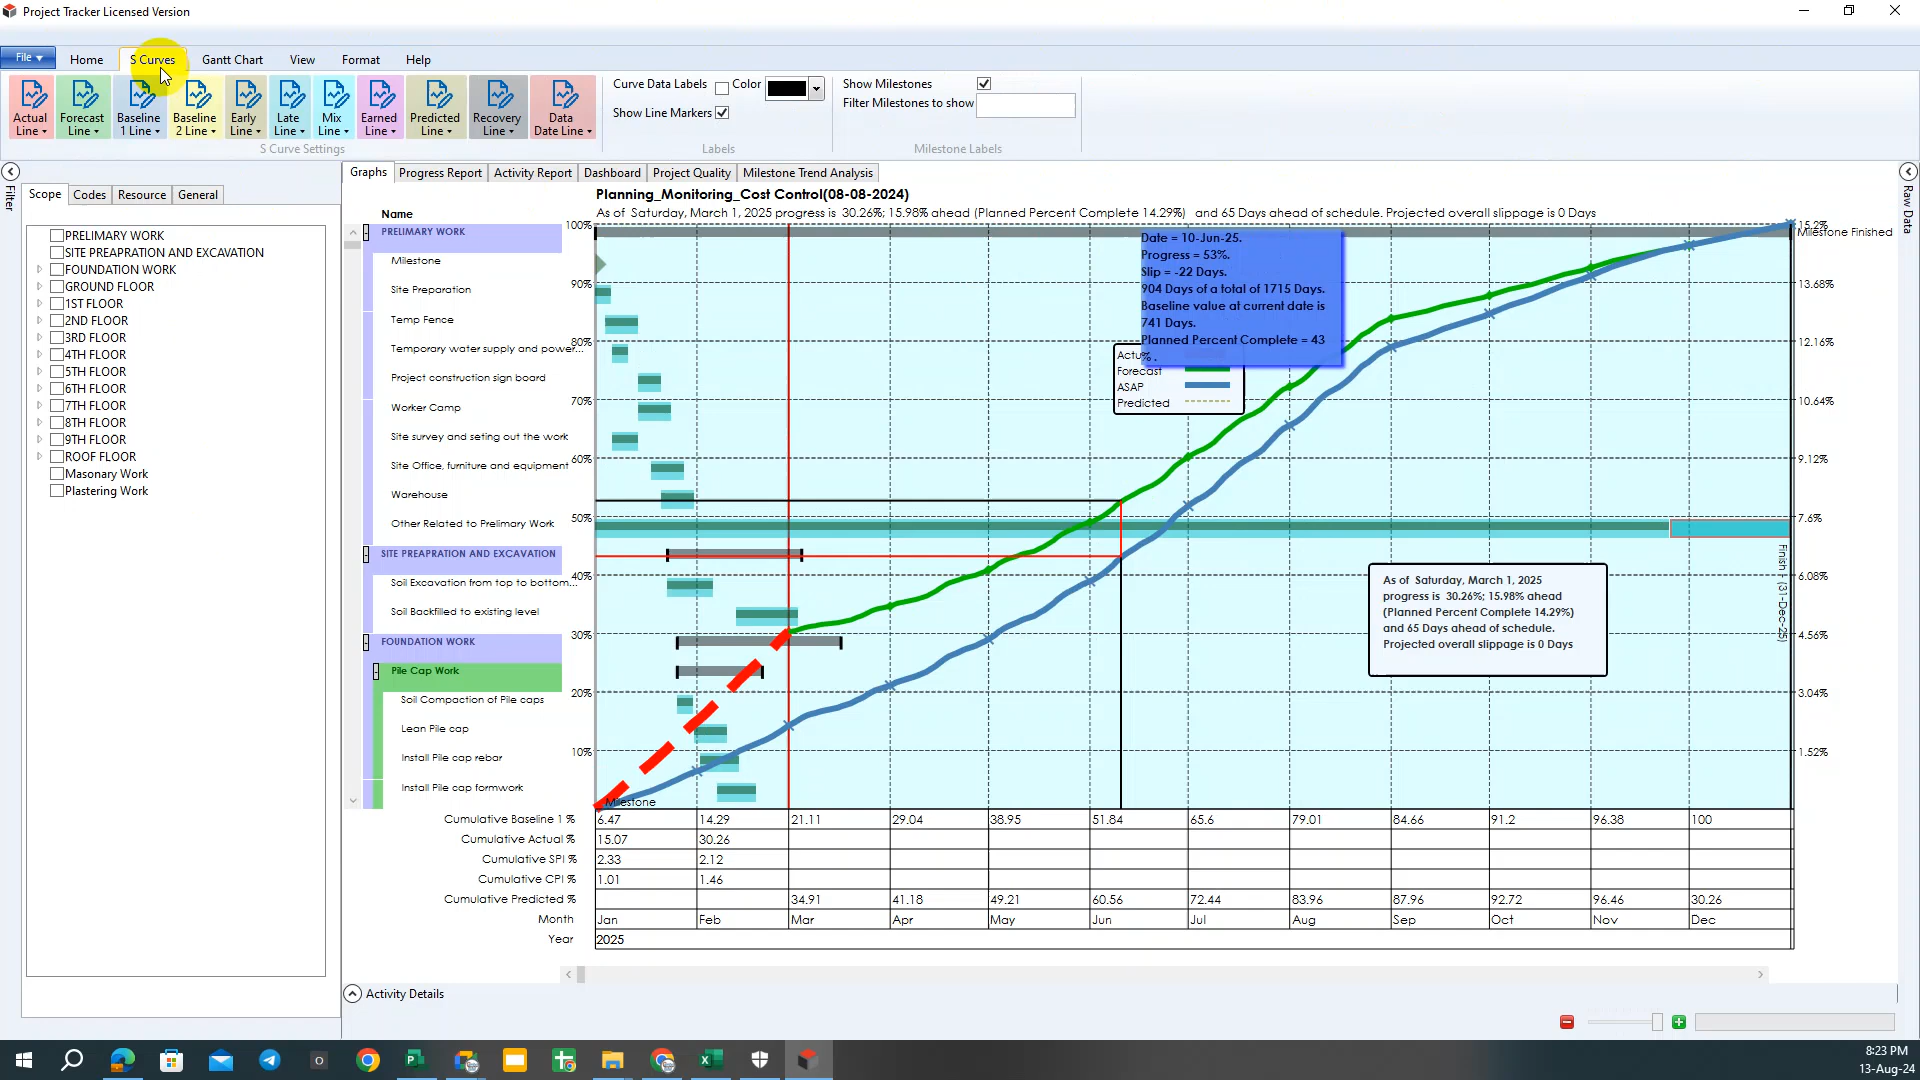 Project Tracker Licensed Version
File
Home
S Curves
Gantt Chart
View
Format
Help
Actual Line
Forecast Line
Baseline 1 Line
Baseline 2 Line
Early Line
Late Line
Mix Line
Earned Line
Predicted Line
Recovery Line
Data Date Line
S Curve Settings
Curve Data Labels
Color
Show Line Markers
Labels
Show Milestones
Filter Milestones to show
Milestone Labels
Filter
Scope
Codes
Resource
General
PRELIMARY WORK
SITE PREAPRATION AND EXCAVATION
FOUNDATION WORK
GROUND FLOOR
1ST FLOOR
2ND FLOOR
3RD FLOOR
4TH FLOOR
5TH FLOOR
6TH FLOOR
7TH FLOOR
8TH FLOOR
9TH FLOOR
ROOF FLOOR
Masonary Work
Plastering Work
Graphs
Progress Report
Activity Report
Dashboard
Project Quality
Milestone Trend Analysis
Raw Data
Planning_Monitoring_Cost Control(08-08-2024)
As of Saturday, March 1, 2025 progress is 30.26%; 15.98% ahead (Planned Percent Complete 14.29%) and 65 Days ahead of schedule. Projected overall slippage is 0 Days
Name
PRELIMARY WORK
Milestone
Site Preparation
Temp Fence
Temporary water supply and power...
Project construction sign board
Worker Camp
Site survey and seting out the work
Site Office, furniture and equipment
Warehouse
Other Related to Prelimary Work
SITE PREAPRATION AND EXCAVATION
Soil Excavation from top to bottom...
Soil Backfilled to existing level
FOUNDATION WORK
Pile Cap Work
Soil Compaction of Pile caps
Lean Pile cap
Install Pile cap rebar
Install Pile cap formwork
100%
90%
80%
70%
60%
50%
40%
30%
20%
10%
15.2%
Milestone Finished
13.68%
12.16%
10.64%
9.12%
7.6%
6.08%
4.56%
3.04%
1.52%
Date = 10-Jun-25.
Progress = 53%.
Slip = -22 Days.
904 Days of a total of 1715 Days.
Baseline value at current date is
741 Days.
Planned Percent Complete = 43
% .
Forecast
ASAP
Predicted
As of Saturday, March 1, 2025
progress is 30.26%; 15.98% ahead
(Planned Percent Complete 14.29%)
and 65 Days ahead of schedule.
Projected overall slippage is 0 Days
Milestone
Cumulative Baseline 1 % 6.47 14.29 21.11 29.04 38.95 51.84 65.6 79.01 84.66 91.2 96.38 100
Cumulative Actual % 15.07 30.26
Cumulative SPI % 2.33 2.12
Cumulative CPI % 1.01 1.46
Cumulative Predicted % 34.91 41.18 49.21 60.56 72.44 83.96 87.96 92.72 96.46 30.26
Month Jan Feb Mar Apr May Jun Jul Aug Sep Oct Nov Dec
Year 2025
Activity Details
8:23 PM
13-Aug-24